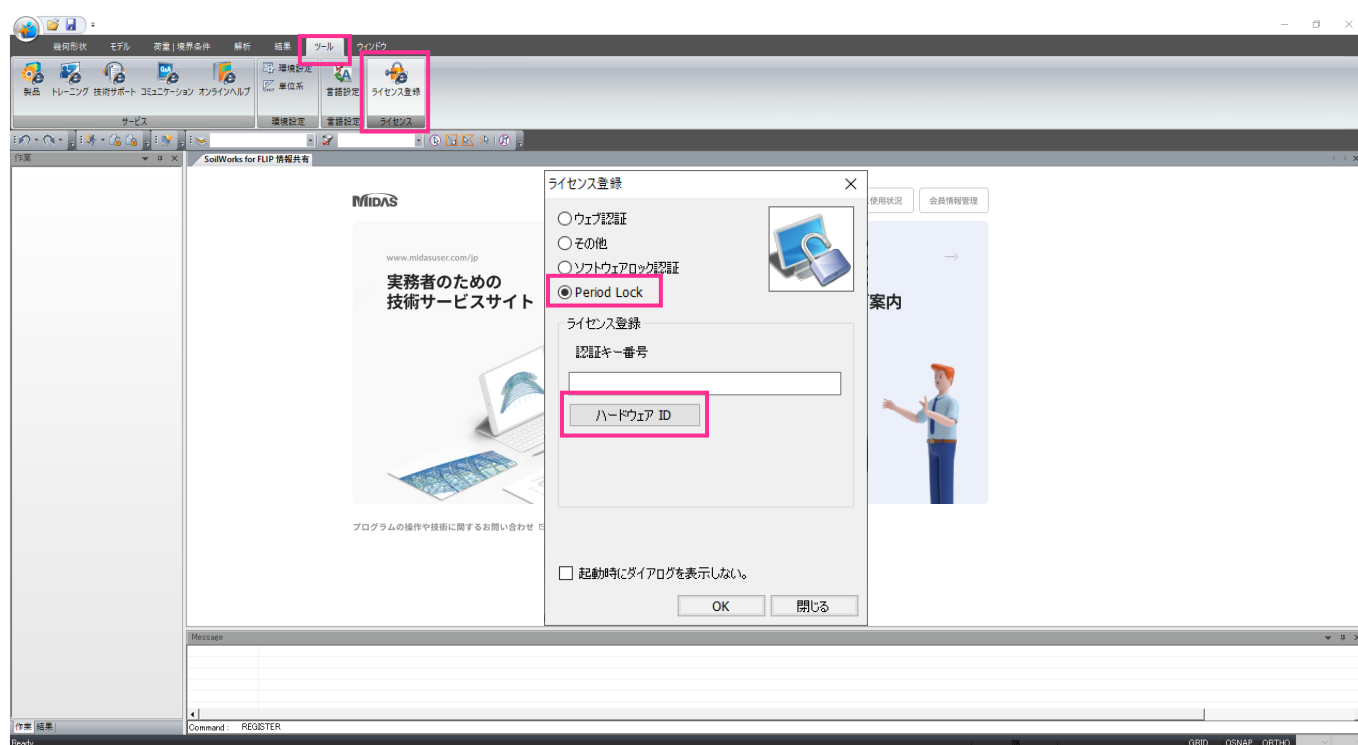 幾何形状 モデル 荷重|境界条件 解析 結果 ツール ウィンドウ
製品 トレーニング 技術サポート コミュニケーション オンラインヘルプ
環境設定
単位系
言語設定
ライセンス登録
サービス 環境設定 言語設定 ライセンス
作業
SoilWorks for FLIP 情報共有
MIDAS
使用状況
会員情報管理
www.midasuser.com/jp
実務者のための
技術サービスサイト
案内
プログラムの操作や技術に関するお問い合わせ
ライセンス登録
ウェブ認証
その他
ソフトウェアロック認証
Period Lock
ライセンス登録
認証キー番号
ハードウェア ID
起動時にダイアログを表示しない。
OK
閉じる
Message
作業 結果
Command : REGISTER
Ready
GRID OSNAP ORTHO